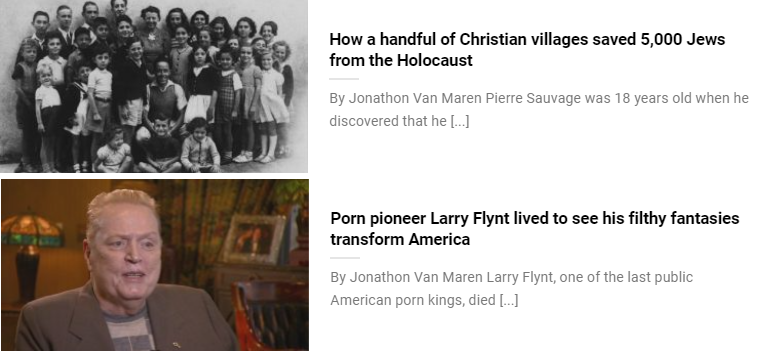 How a handful of Christian villages saved 5,000 Jews
from the Holocaust
By Jonathon Van Maren Pierre Sauvage was 18 years old when he
discovered that he [...]
Porn pioneer Larry Flynt lived to see his filthy fantasies
transform America
By Jonathon Van Maren Larry Flynt, one of the last public
American porn kings, died [...]